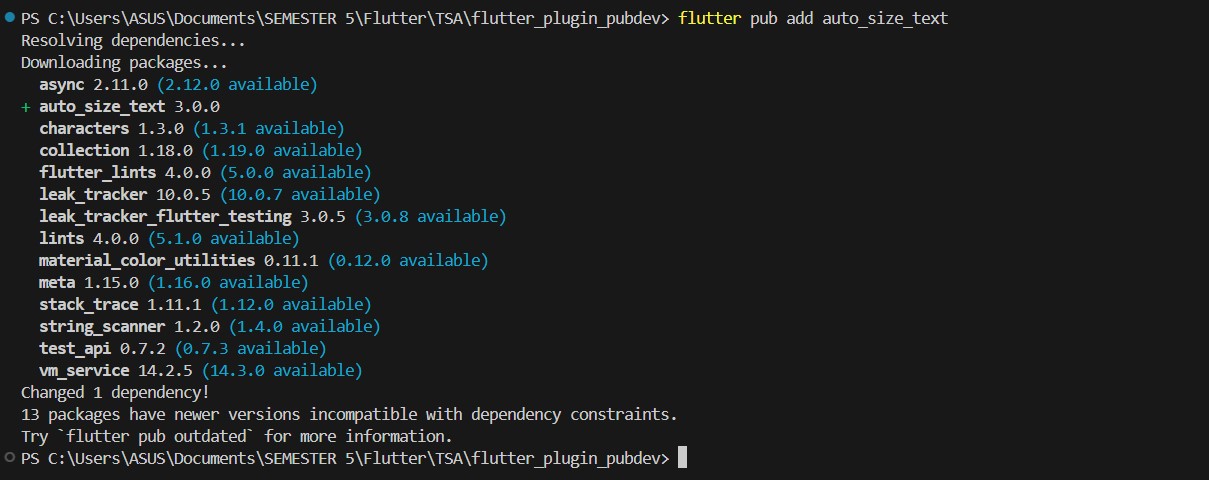 PS C:\Users\ASUS\Documents\SEMESTER 5\Flutter\TSA\flutter_plugin_pubdev> flutter pub add auto_size_text
Resolving dependencies...
Downloading packages...
  async 2.11.0 (2.12.0 available)
+ auto_size_text 3.0.0
  characters 1.3.0 (1.3.1 available)
  collection 1.18.0 (1.19.0 available)
  flutter_lints 4.0.0 (5.0.0 available)
  leak_tracker 10.0.5 (10.0.7 available)
  leak_tracker_flutter_testing 3.0.5 (3.0.8 available)
  lints 4.0.0 (5.1.0 available)
  material_color_utilities 0.11.1 (0.12.0 available)
  meta 1.15.0 (1.16.0 available)
  stack_trace 1.11.1 (1.12.0 available)
  string_scanner 1.2.0 (1.4.0 available)
  test_api 0.7.2 (0.7.3 available)
  vm_service 14.2.5 (14.3.0 available)
Changed 1 dependency!
13 packages have newer versions incompatible with dependency constraints.
Try `flutter pub outdated` for more information.
PS C:\Users\ASUS\Documents\SEMESTER 5\Flutter\TSA\flutter_plugin_pubdev>